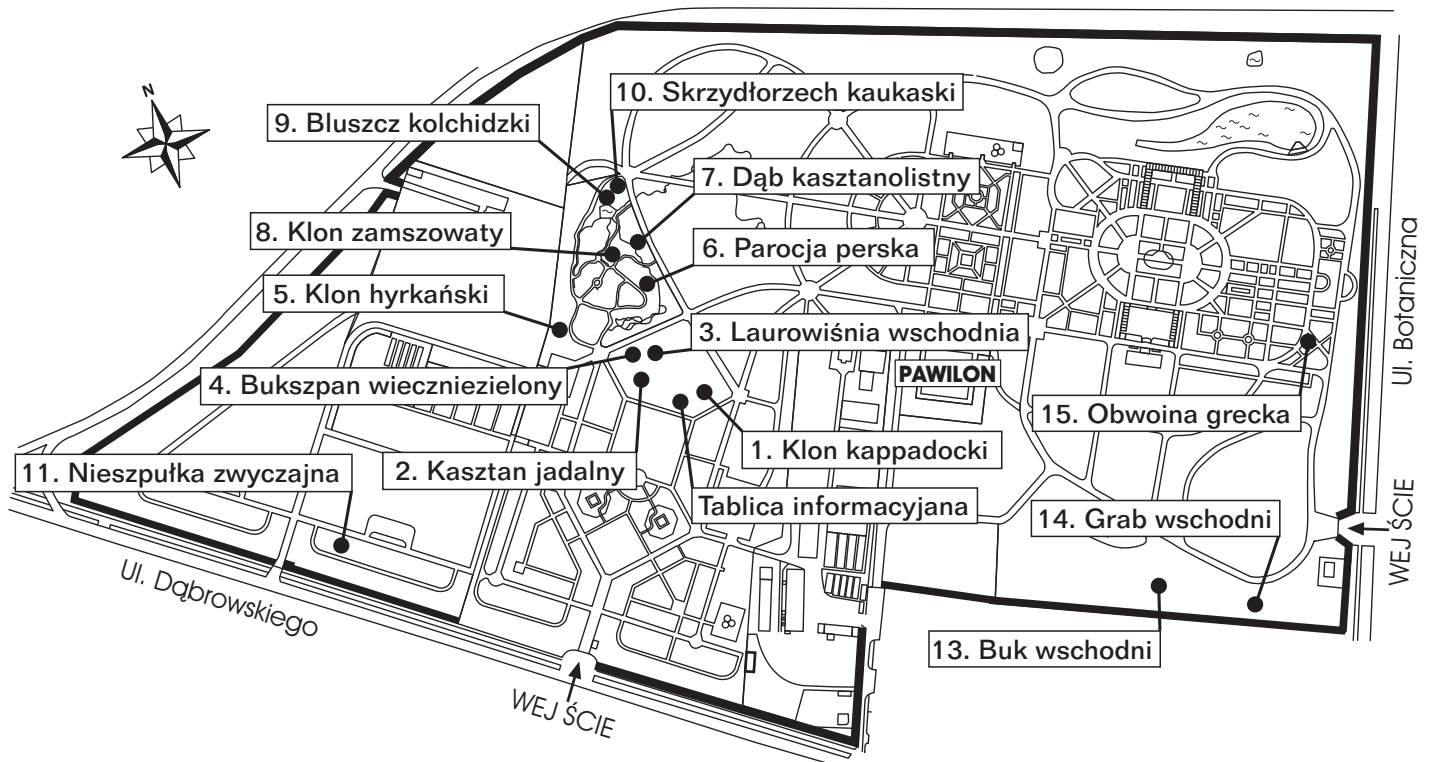 N
10. Skrzydłorzech kaukaski
9. Bluszcz kolchidzki
7. Dąb kasztanolistny
8. Klon zamszowaty
6. Parocja perska
5. Klon hyrkański
3. Laurowiśnia wschodnia
4. Bukszpan wieczniezielony
PAWILON
Ul. Botaniczna
15. Obwoina grecka
1. Klon kappadocki
2. Kasztan jadalny
11. Nieszpułka zwyczajna
Tablica informacyjana
14. Grab wschodni
WEJ ŚCIE
Ul. Dąbrowskiego
13. Buk wschodni
WEJ ŚCIE